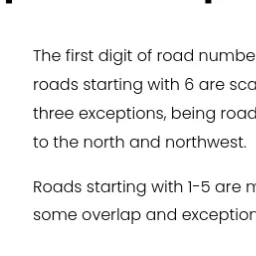 The first digit of road numbe
roads starting with 6 are sca
three exceptions, being road
to the north and northwest.
Roads starting with 1-5 are m
some overlap and exception